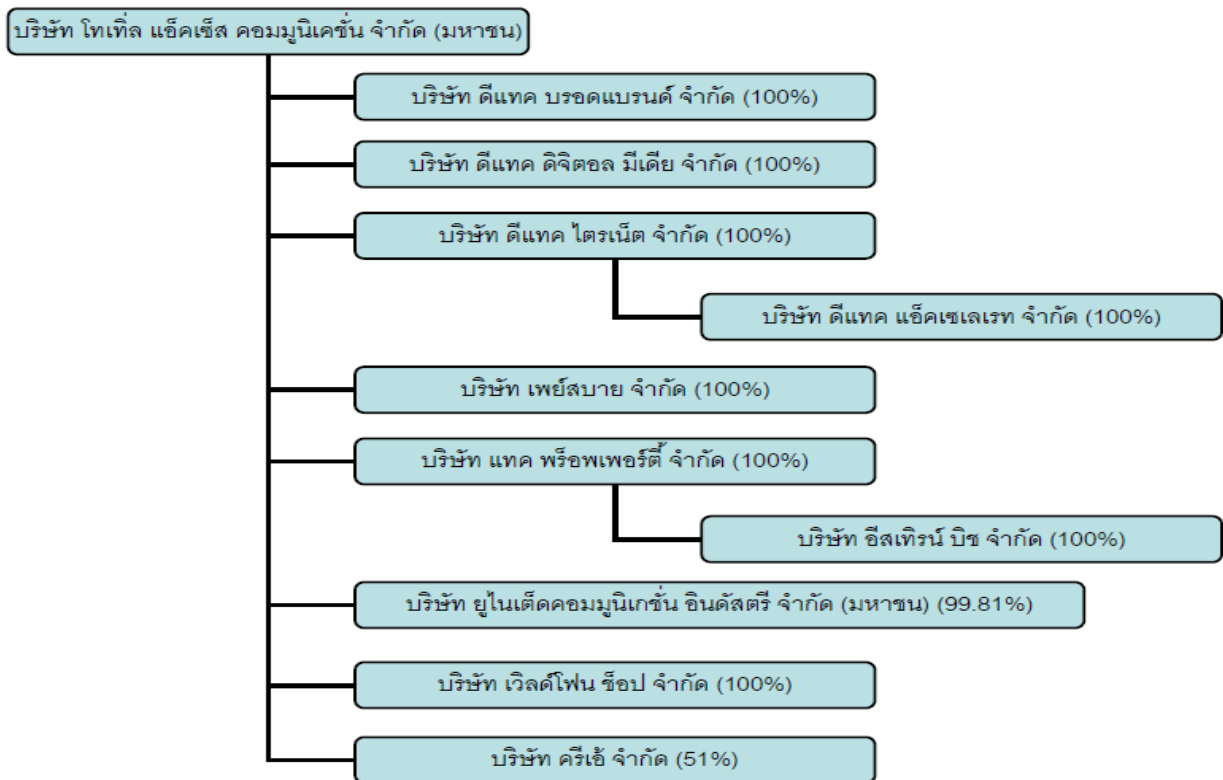 บริษัท โทเทิ่ล แอ็คเซ็ส คอมมูนิเคชั่น จำกัด (มหาชน)
บริษัท ดีแทค บรอดแบรนด์ จำกัด (100%)
บริษัท ดีแทค ดิจิตอล มีเดีย จำกัด (100%)
บริษัท ดีแทค ไตรเน็ต จำกัด (100%)
บริษัท ดีแทค แอ็คเซเลเรท จำกัด (100%)
บริษัท เพย์สบาย จำกัด (100%)
บริษัท แทค พร็อพเพอร์ตี้ จำกัด (100%)
บริษัท อีสเทิรน์ บิช จำกัด (100%)
บริษัท ยูไนเต็ดคอมมูนิเกชั่น อินดัสตรี จำกัด (มหาชน) (99.81%)
บริษัท เวิลด์โฟน ช็อป จำกัด (100%)
บริษัท ครีเอ้ จำกัด (51%)